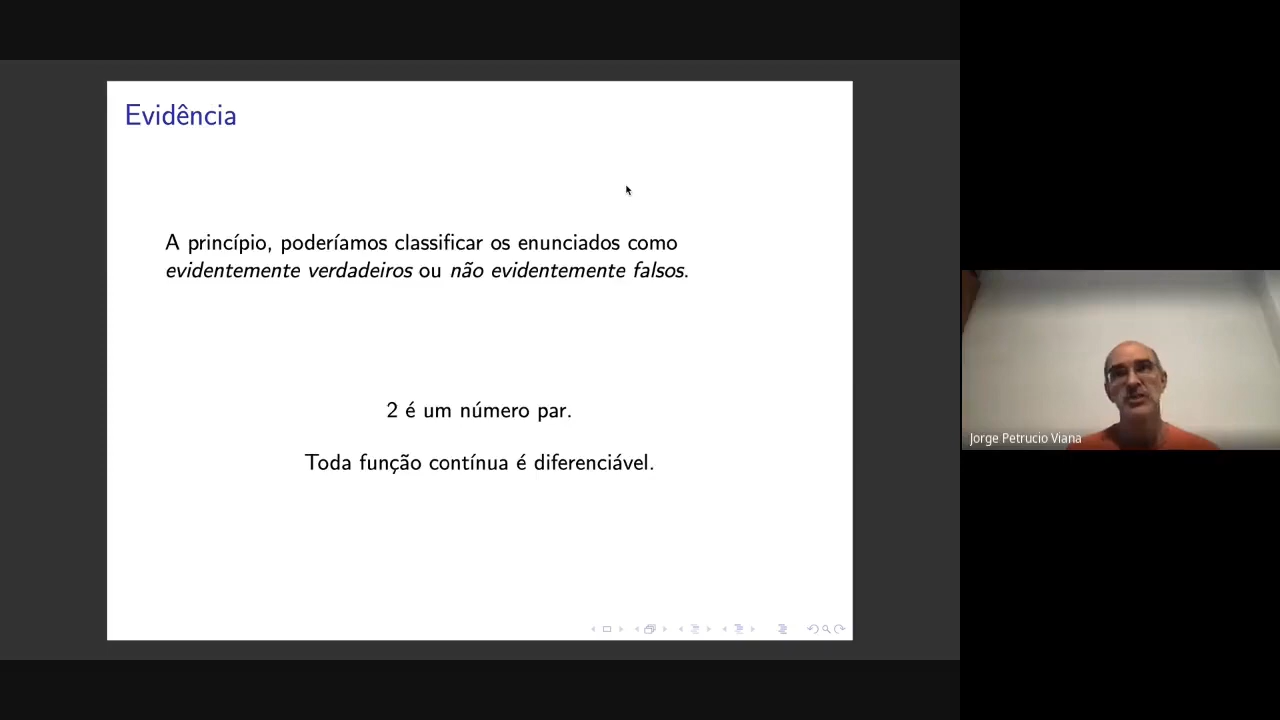 Evidência
A princípio, poderíamos classificar os enunciados como
evidentemente verdadeiros ou não evidentemente falsos.
2 é um número par.
Toda função contínua é diferenciável.
Jorge Petrucio Viana